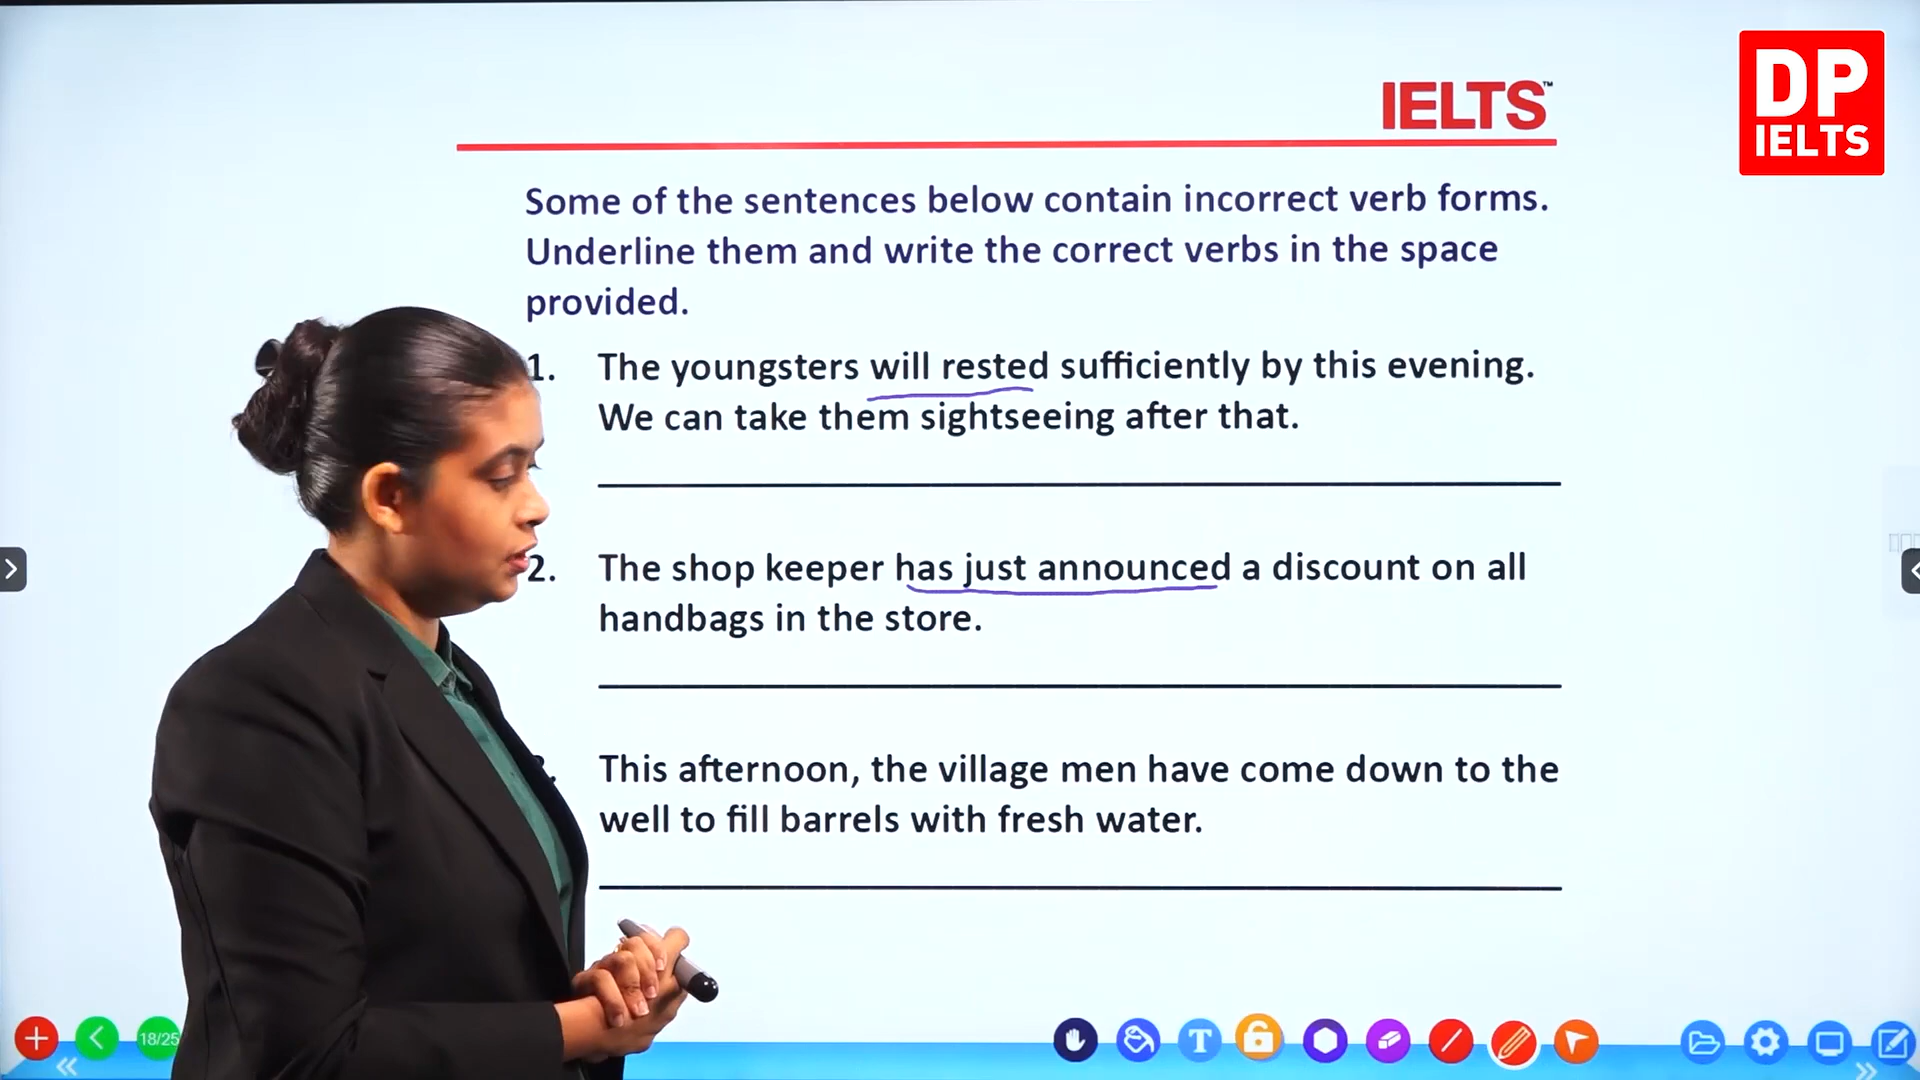 DP
IELTS
IELTS™
Some of the sentences below contain incorrect verb forms.
Underline them and write the correct verbs in the space
provided.
1. The youngsters will rested sufficiently by this evening.
We can take them sightseeing after that.
2. The shop keeper has just announced a discount on all
handbags in the store.
This afternoon, the village men have come down to the
well to fill barrels with fresh water.
18/25
T